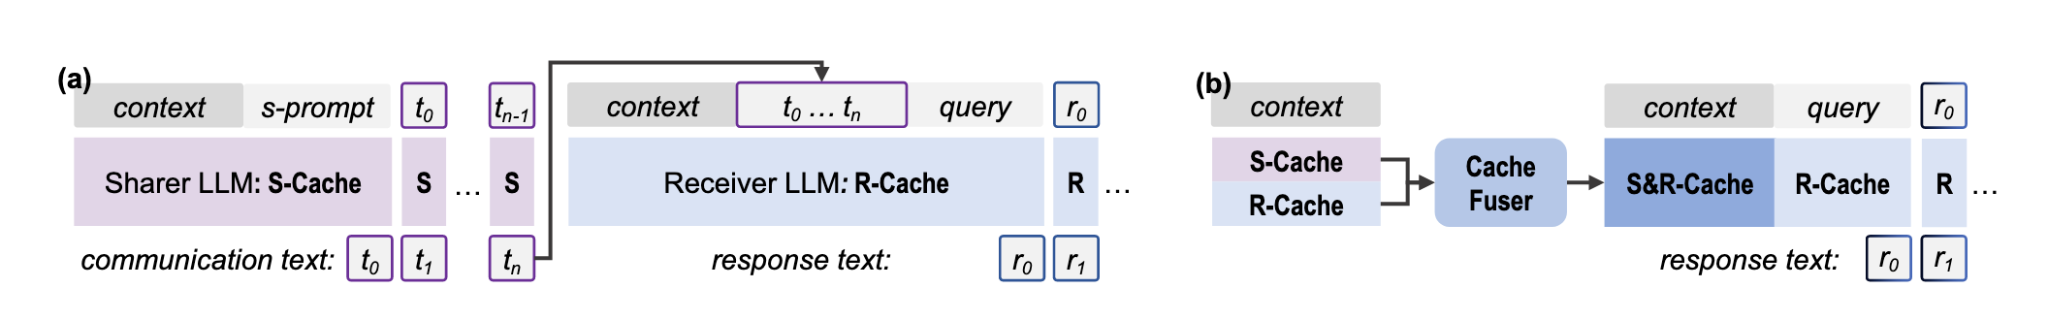 (a)
context s-prompt t0 tn-1
Sharer LLM: S-Cache S ... S
communication text: t0 t1 tn
context t0 ... tn query r0
Receiver LLM: R-Cache R ...
response text: r0 r1
(b)
context
S-Cache
R-Cache
Cache
Fuser
context query r0
S&R-Cache R-Cache R ...
response text: r0 r1